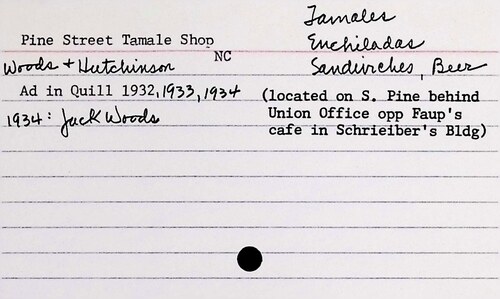 Tamales
Pine Street Tamale Shop
Enchiladas
NC
Woods + Hutchinson
Sandwiches, Beer
Ad in Quill 1932, 1933, 1934
(located on S. Pine behind
1934: Jack Woods
Union Office opp Faup's
cafe in Schrieiber's Bldg)